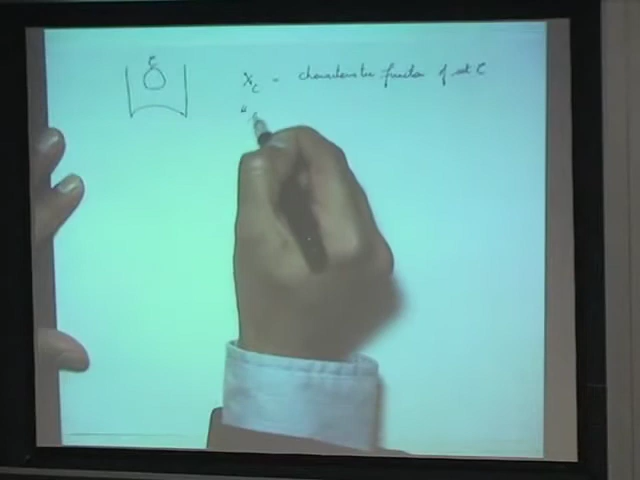 C
χ_C = characteristic function of set C